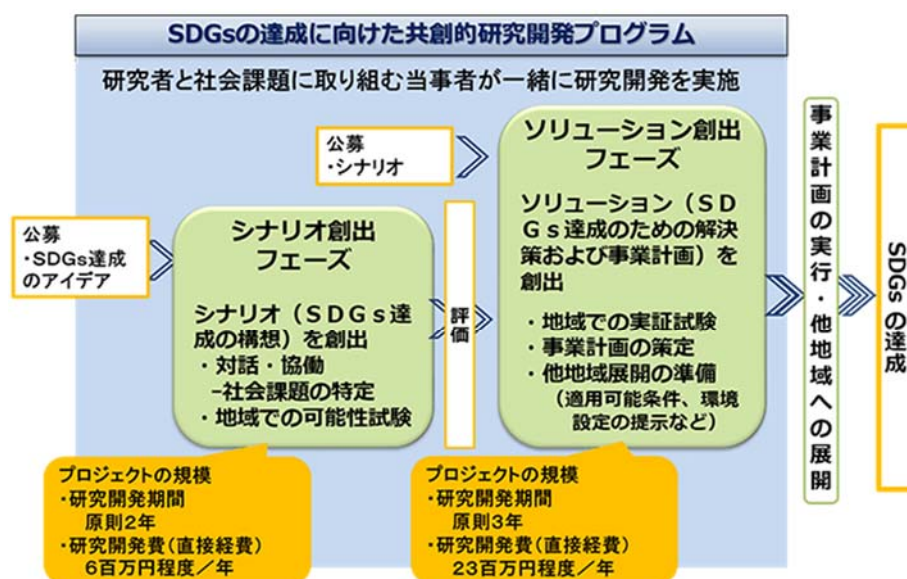 SDGsの達成に向けた共創的研究開発プログラム
研究者と社会課題に取り組む当事者が一緒に研究開発を実施
公募
・SDGs達成
のアイデア
シナリオ創出
フェーズ
シナリオ（ＳＤＧｓ達
成の構想）を創出
・対話・協働
−社会課題の特定
・地域での可能性試験
プロジェクトの規模
・研究開発期間
原則2年
・研究開発費（直接経費）
6百万円程度／年
評価
公募
・シナリオ
ソリューション創出
フェーズ
ソリューション（ＳＤ
Ｇｓ達成のための解決
策および事業計画）を
創出
・地域での実証試験
・事業計画の策定
・他地域展開の準備
（適用可能条件、環境
設定の提示など）
プロジェクトの規模
・研究開発期間
原則3年
・研究開発費（直接経費）
23百万円程度／年
事業計画の実行・他地域への展開
SDGs の達成